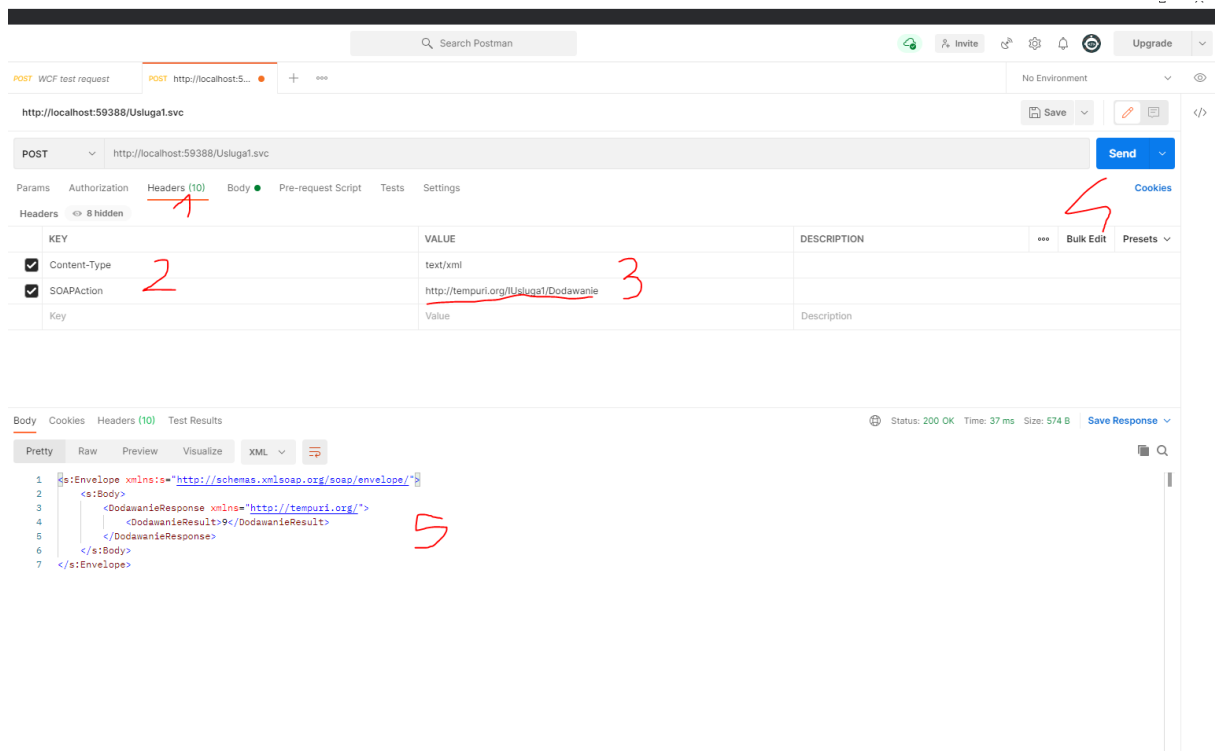 Search Postman
Invite
Upgrade
POST WCF test request
POST http://localhost:5...
No Environment
http://localhost:59388/Usluga1.svc
Save
POST http://localhost:59388/Usluga1.svc
Send
Params Authorization Headers (10) Body Pre-request Script Tests Settings
Cookies
1
4
Headers 8 hidden
KEY VALUE DESCRIPTION Bulk Edit Presets
Content-Type text/xml
2 3
SOAPAction http://tempuri.org/IUsluga1/Dodawanie
Key Value Description
Body Cookies Headers (10) Test Results
Status: 200 OK Time: 37 ms Size: 574 B Save Response
Pretty Raw Preview Visualize XML
1 <s:Envelope xmlns:s="http://schemas.xmlsoap.org/soap/envelope/">
2 <s:Body>
3 <DodawanieResponse xmlns="http://tempuri.org/">
4 <DodawanieResult>9</DodawanieResult>
5
5 </DodawanieResponse>
6 </s:Body>
7 </s:Envelope>